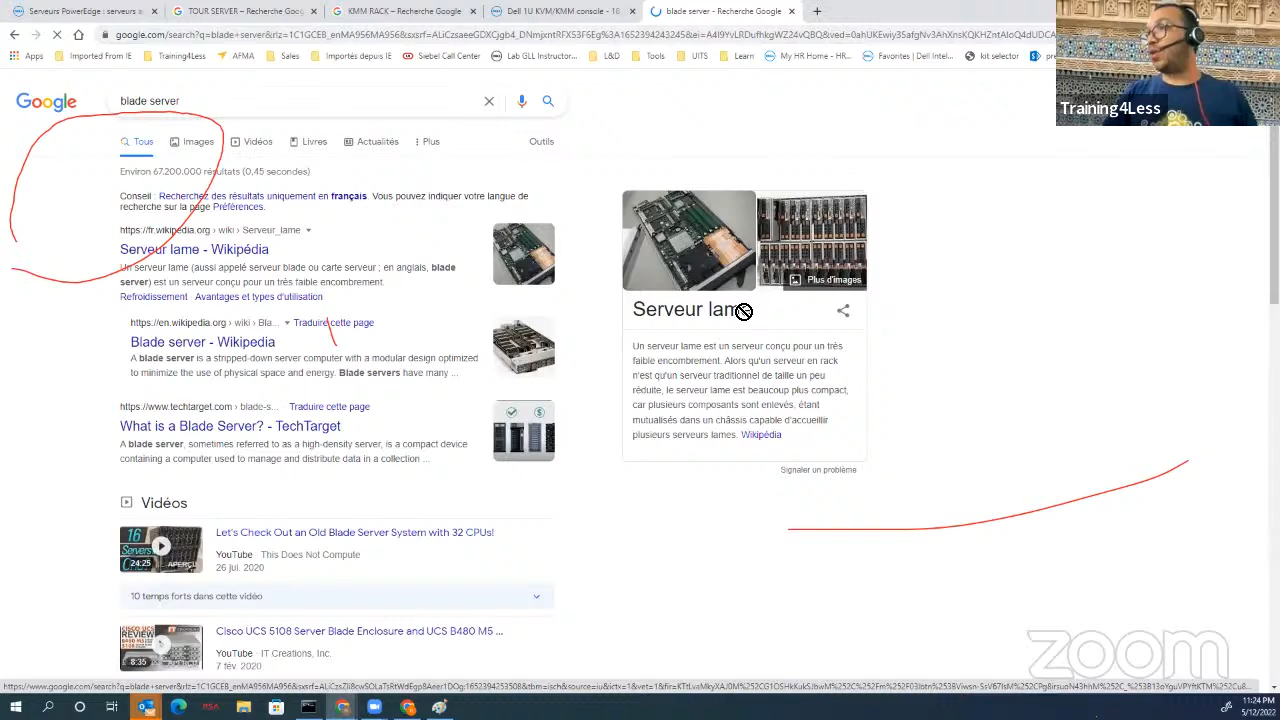 Serveurs PowerEdge : serveurs
TOUR SERVER – Recherche Goog
KMM RACK – Recherche Google
Dell 1U KVM/KMM console - 18.
blade server - Recherche Google
Apps
Imported From IE
Training4Less
AFMA
Sales
Importé depuis IE
Siebel Call Center
Lab GLL Instructor...
L&D
Tools
UITS
Learn
My HR Home - HR...
Favorites | Dell Intel...
kit selector
Training4Less
Google
blade server
Tous
Images
Vidéos
Livres
Actualités
Plus
Outils
Environ 67.200.000 résultats (0,45 secondes)
Conseil : Recherchez des résultats uniquement en français. Vous pouvez indiquer votre langue de
recherche sur la page Préférences.
https://fr.wikipedia.org › wiki › Serveur_lame
Serveur lame - Wikipédia
Un serveur lame (aussi appelé serveur blade ou carte serveur ; en anglais, blade
server) est un serveur conçu pour un très faible encombrement.
Refroidissement · Avantages et types d'utilisation
https://en.wikipedia.org › wiki › Bla... Traduire cette page
Blade server - Wikipedia
A blade server is a stripped-down server computer with a modular design optimized
to minimize the use of physical space and energy. Blade servers have many ...
https://www.techtarget.com › blade-s... Traduire cette page
What is a Blade Server? - TechTarget
A blade server, sometimes referred to as a high-density server, is a compact device
containing a computer used to manage and distribute data in a collection ...
Vidéos
16
Servers
24:25
APERÇU
Let's Check Out an Old Blade Server System with 32 CPUs!
YouTube · This Does Not Compute
26 juil. 2020
10 temps forts dans cette vidéo
CISCO UCS
REVIEW
8:35
APERÇU
Cisco UCS 5108 Server Blade Enclosure and UCS B480 M5 ...
YouTube · IT Creations, Inc.
7 fév. 2020
Plus d'images
Serveur lame
Un serveur lame est un serveur conçu pour un très
faible encombrement. Alors qu'un serveur en rack
n'est qu'un serveur traditionnel de taille un peu
réduite, le serveur lame est beaucoup plus compact,
car plusieurs composants sont enlevés, étant
mutualisés dans un châssis capable d'accueillir
plusieurs serveurs lames. Wikipédia
Signaler un problème
zoom
RSA
11:24 PM
5/12/2022